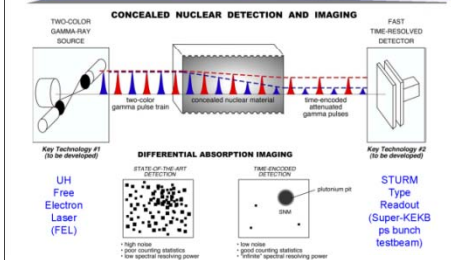 CONCEALED NUCLEAR DETECTION AND IMAGING
TWO-COLOR
GAMMA-RAY
SOURCE
FAST
TIME-RESOLVED
DETECTOR
two-color
gamma pulse train
concealed nuclear material
time-encoded
attenuated
gamma pulses
Key Technology #1
(to be developed)
Key Technology #2
(to be developed)
DIFFERENTIAL ABSORPTION IMAGING
STATE-OF-THE-ART
DETECTION
TIME-ENCODED
DETECTION
plutonium pit
SNM
• high noise
• poor counting statistics
• low spectral resolving power
• low noise
• good counting statistics
• "infinite" spectral resolving power
UH
Free
Electron
Laser
(FEL)
STURM
Type
Readout
(Super-KEKB
ps bunch
testbeam)